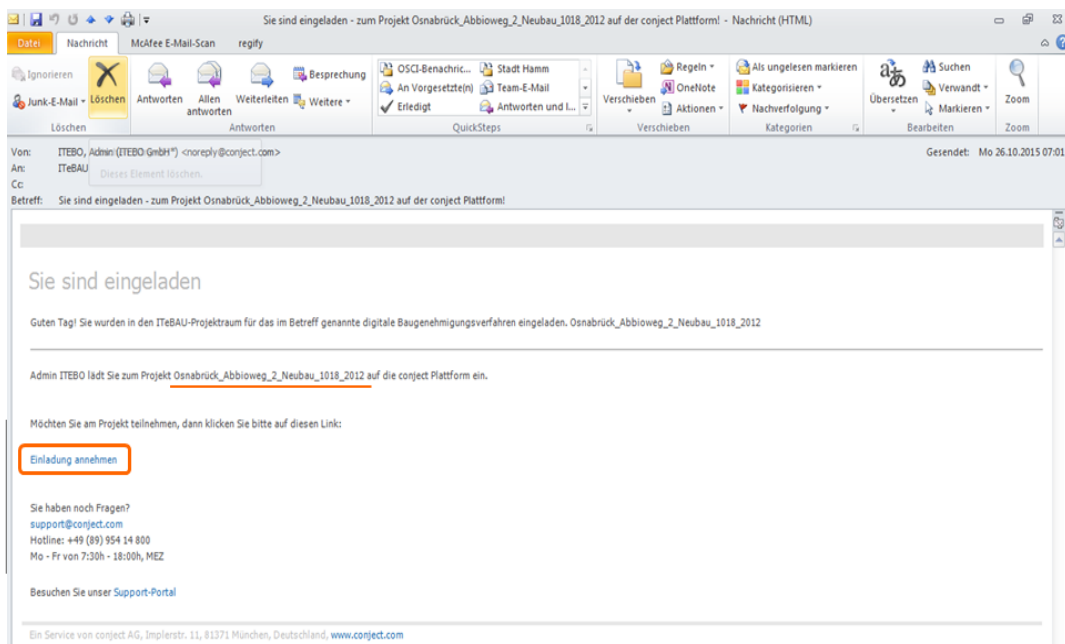 Sie sind eingeladen - zum Projekt Osnabrück_Abbioweg_2_Neubau_1018_2012 auf der conject Plattform! - Nachricht (HTML)
Datei Nachricht McAfee E-Mail-Scan regify
Ignorieren
Junk-E-Mail
Löschen
Löschen
Antworten
Allen antworten
Weiterleiten
Besprechung
Weitere
Antworten
OSCI-Benachric...
An Vorgesetzte(n)
Erledigt
Stadt Hamm
Team-E-Mail
Antworten und l...
QuickSteps
Verschieben
Regeln
OneNote
Aktionen
Verschieben
Als ungelesen markieren
Kategorisieren
Nachverfolgung
Kategorien
Übersetzen
Suchen
Verwandt
Markieren
Bearbeiten
Zoom
Zoom
Von: ITEBO, Admin (ITEBO GmbH*) <noreply@conject.com> Gesendet: Mo 26.10.2015 07:01
An: ITeBAU
Dieses Element löschen.
Cc:
Betreff: Sie sind eingeladen - zum Projekt Osnabrück_Abbioweg_2_Neubau_1018_2012 auf der conject Plattform!
Sie sind eingeladen
Guten Tag! Sie wurden in den ITeBAU-Projektraum für das im Betreff genannte digitale Baugenehmigungsverfahren eingeladen. Osnabrück_Abbioweg_2_Neubau_1018_2012
Admin ITEBO lädt Sie zum Projekt Osnabrück_Abbioweg_2_Neubau_1018_2012 auf die conject Plattform ein.
Möchten Sie am Projekt teilnehmen, dann klicken Sie bitte auf diesen Link:
Einladung annehmen
Sie haben noch Fragen?
support@conject.com
Hotline: +49 (89) 954 14 800
Mo - Fr von 7:30h - 18:00h, MEZ
Besuchen Sie unser Support-Portal
Ein Service von conject AG, Implerstr. 11, 81371 München, Deutschland, www.conject.com